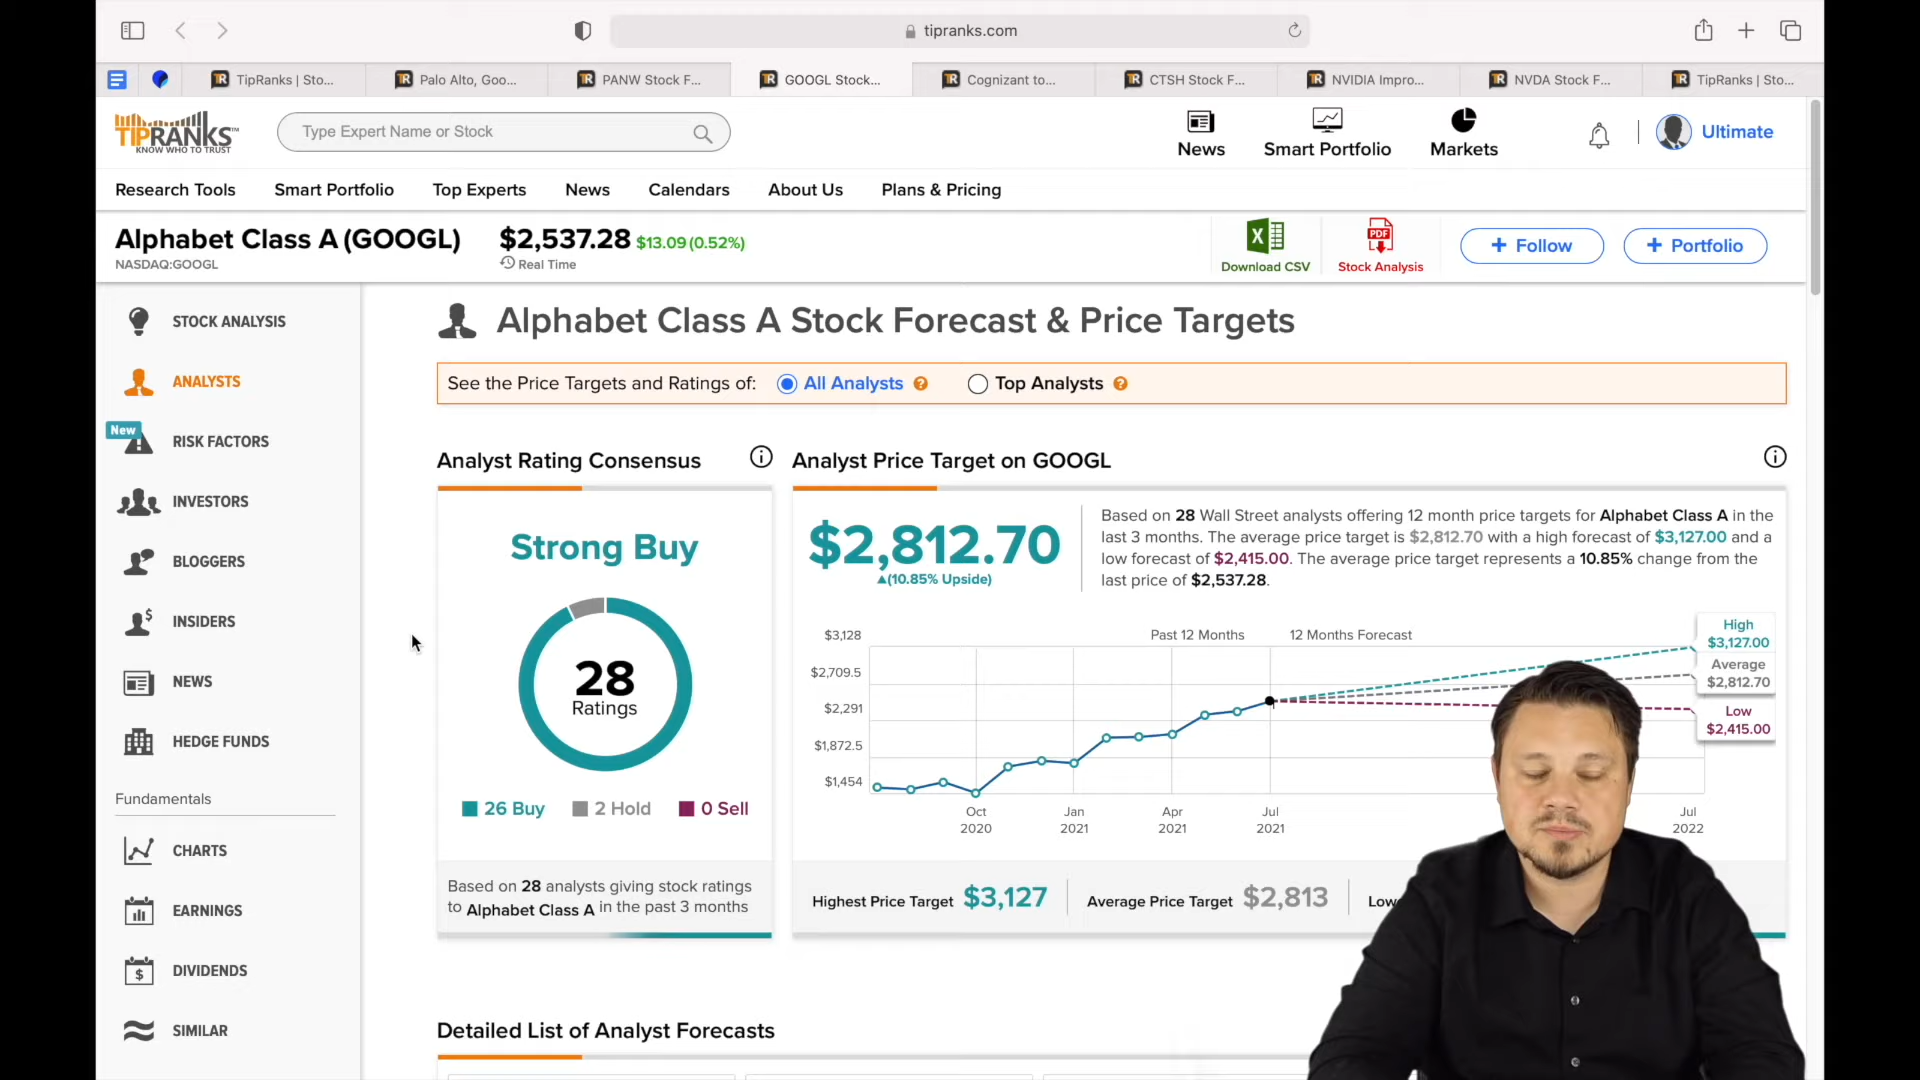 tipranks.com
TipRanks | Sto...
Palo Alto, Goo...
PANW Stock F...
GOOGL Stock...
Cognizant to...
CTSH Stock F...
NVIDIA Impro...
NVDA Stock F...
TipRanks | Sto...
TIPRANKS™
KNOW WHO TO TRUST
Type Expert Name or Stock
News
Smart Portfolio
Markets
Ultimate
Research Tools
Smart Portfolio
Top Experts
News
Calendars
About Us
Plans & Pricing
Alphabet Class A (GOOGL)
NASDAQ:GOOGL
$2,537.28 $13.09 (0.52%)
Real Time
Download CSV
PDF
Stock Analysis
+ Follow
+ Portfolio
STOCK ANALYSIS
ANALYSTS
New
RISK FACTORS
INVESTORS
BLOGGERS
INSIDERS
NEWS
HEDGE FUNDS
Fundamentals
CHARTS
EARNINGS
DIVIDENDS
SIMILAR
Alphabet Class A Stock Forecast & Price Targets
See the Price Targets and Ratings of: All Analysts ? Top Analysts ?
Analyst Rating Consensus
Strong Buy
28
Ratings
26 Buy 2 Hold 0 Sell
Based on 28 analysts giving stock ratings
to Alphabet Class A in the past 3 months
Analyst Price Target on GOOGL
$2,812.70
▲(10.85% Upside)
Based on 28 Wall Street analysts offering 12 month price targets for Alphabet Class A in the
last 3 months. The average price target is $2,812.70 with a high forecast of $3,127.00 and a
low forecast of $2,415.00. The average price target represents a 10.85% change from the
last price of $2,537.28.
Past 12 Months
12 Months Forecast
$3,128
$2,709.5
$2,291
$1,872.5
$1,454
High
$3,127.00
Average
$2,812.70
Low
$2,415.00
Oct
2020
Jan
2021
Apr
2021
Jul
2021
Jul
2022
Highest Price Target $3,127
Average Price Target $2,813
Detailed List of Analyst Forecasts